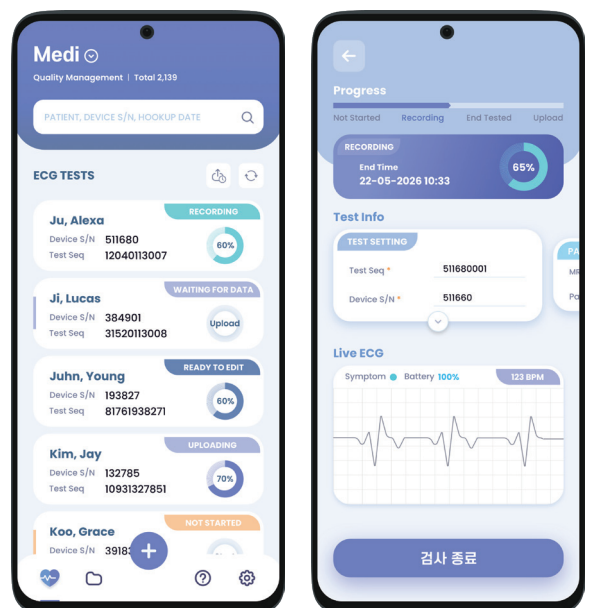 Medi
Quality Management | Total 2,139
PATIENT, DEVICE S/N, HOOKUP DATE
ECG TESTS
RECORDING
Ju, Alexa
Device S/N 511680
Test Seq 12040113007
60%
WAITING FOR DATA
Ji, Lucas
Device S/N 384901
Test Seq 31520113008
Upload
READY TO EDIT
Juhn, Young
Device S/N 193827
Test Seq 81761938271
60%
UPLOADING
Kim, Jay
Device S/N 132785
Test Seq 10931327851
70%
NOT STARTED
Koo, Grace
Device S/N 3918
Progress
Not Started Recording End Tested Upload
RECORDING
End Time
22-05-2026 10:33
65%
Test Info
TEST SETTING
Test Seq * 511680001
Device S/N * 511660
PA
Live ECG
Symptom Battery 100% 123 BPM
검사 종료